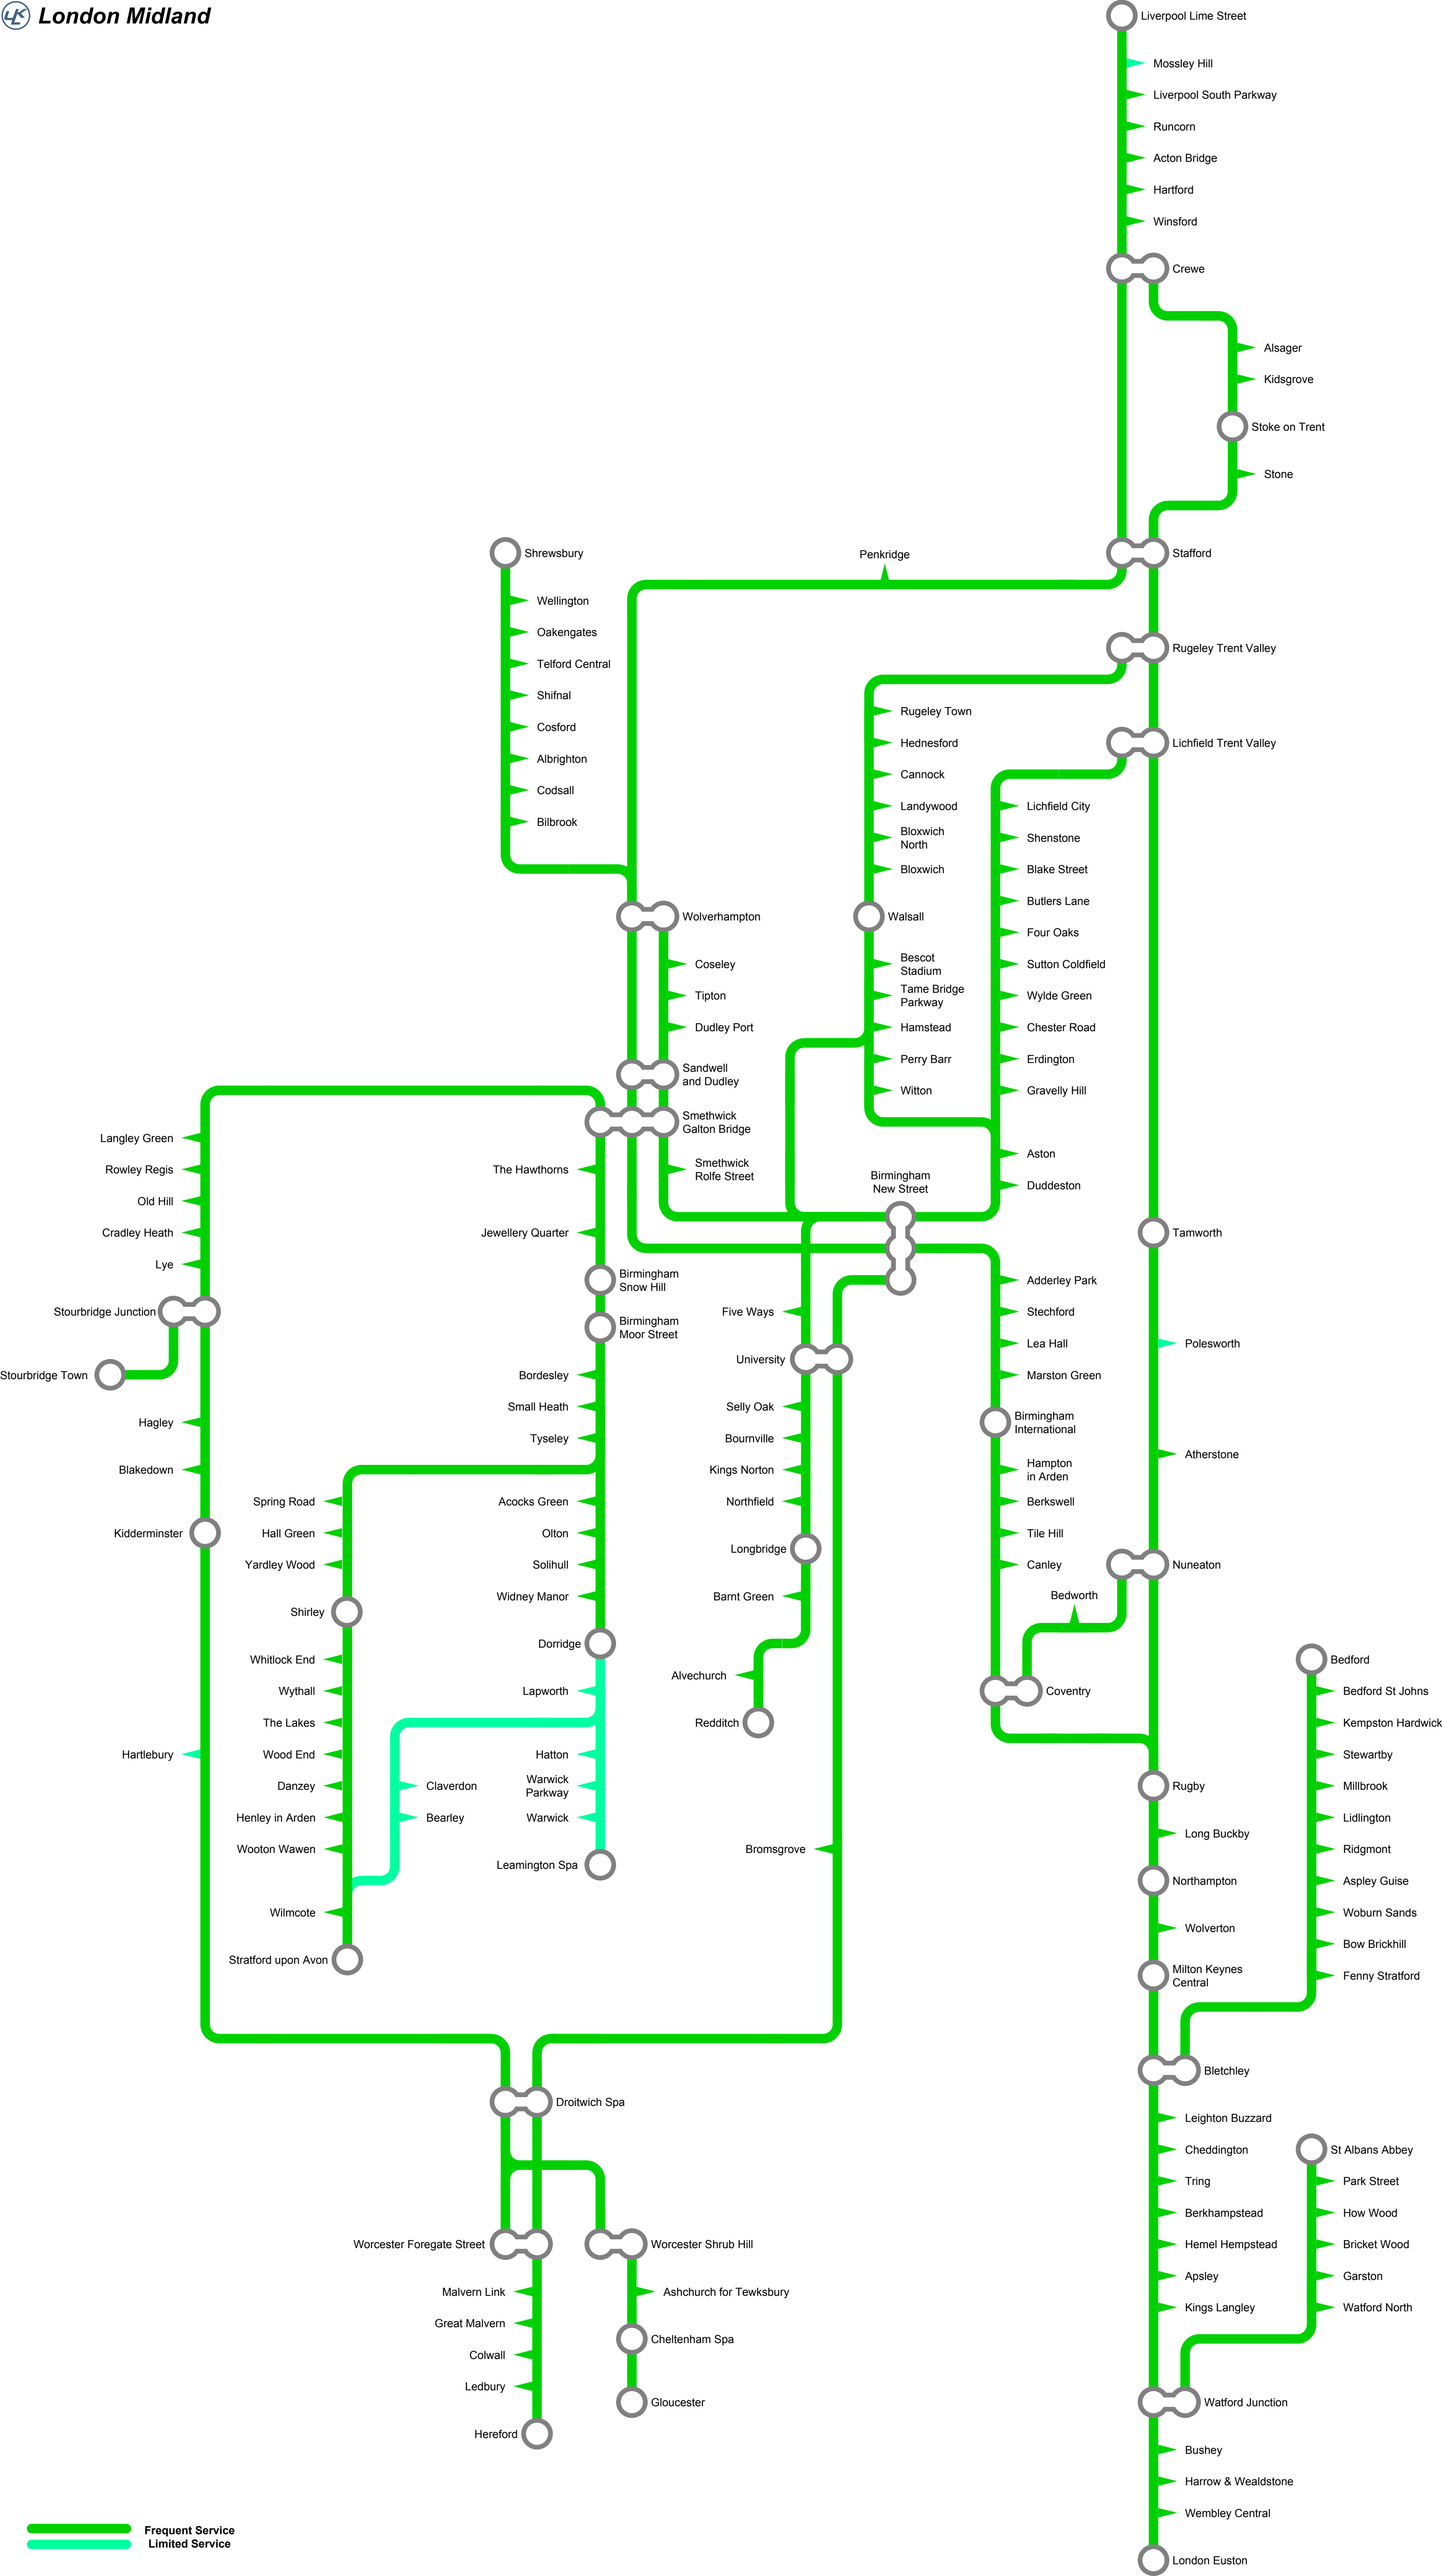 London Midland
Liverpool Lime Street
Mossley Hill
Liverpool South Parkway
Runcorn
Acton Bridge
Hartford
Winsford
Crewe
Alsager
Kidsgrove
Stoke on Trent
Stone
Stafford
Penkridge
Shrewsbury
Wellington
Oakengates
Telford Central
Shifnal
Cosford
Albrighton
Codsall
Bilbrook
Rugeley Trent Valley
Rugeley Town
Hednesford
Cannock
Landywood
Bloxwich
North
Bloxwich
Walsall
Bescot
Stadium
Tame Bridge
Parkway
Hamstead
Perry Barr
Witton
Lichfield Trent Valley
Lichfield City
Shenstone
Blake Street
Butlers Lane
Four Oaks
Sutton Coldfield
Wylde Green
Chester Road
Erdington
Gravelly Hill
Aston
Duddeston
Wolverhampton
Coseley
Tipton
Dudley Port
Sandwell
and Dudley
Smethwick
Galton Bridge
Smethwick
Rolfe Street
Birmingham
New Street
Langley Green
Rowley Regis
Old Hill
Cradley Heath
Lye
Stourbridge Junction
Stourbridge Town
Hagley
Blakedown
Kidderminster
Hartlebury
The Hawthorns
Jewellery Quarter
Birmingham
Snow Hill
Birmingham
Moor Street
Bordesley
Small Heath
Tyseley
Spring Road
Hall Green
Yardley Wood
Shirley
Whitlock End
Wythall
The Lakes
Wood End
Danzey
Henley in Arden
Wooton Wawen
Wilmcote
Stratford upon Avon
Acocks Green
Olton
Solihull
Widney Manor
Dorridge
Lapworth
Hatton
Warwick
Parkway
Warwick
Leamington Spa
Claverdon
Bearley
Five Ways
University
Selly Oak
Bournville
Kings Norton
Northfield
Longbridge
Barnt Green
Alvechurch
Redditch
Bromsgrove
Adderley Park
Stechford
Lea Hall
Marston Green
Birmingham
International
Hampton
in Arden
Berkswell
Tile Hill
Canley
Bedworth
Coventry
Tamworth
Polesworth
Atherstone
Nuneaton
Rugby
Long Buckby
Northampton
Wolverton
Milton Keynes
Central
Bletchley
Bedford
Bedford St Johns
Kempston Hardwick
Stewartby
Millbrook
Lidlington
Ridgmont
Aspley Guise
Woburn Sands
Bow Brickhill
Fenny Stratford
Leighton Buzzard
Cheddington
Tring
Berkhampstead
Hemel Hempstead
Apsley
Kings Langley
St Albans Abbey
Park Street
How Wood
Bricket Wood
Garston
Watford North
Watford Junction
Bushey
Harrow & Wealdstone
Wembley Central
London Euston
Droitwich Spa
Worcester Foregate Street
Worcester Shrub Hill
Malvern Link
Great Malvern
Colwall
Ledbury
Hereford
Ashchurch for Tewksbury
Cheltenham Spa
Gloucester
Frequent Service
Limited Service